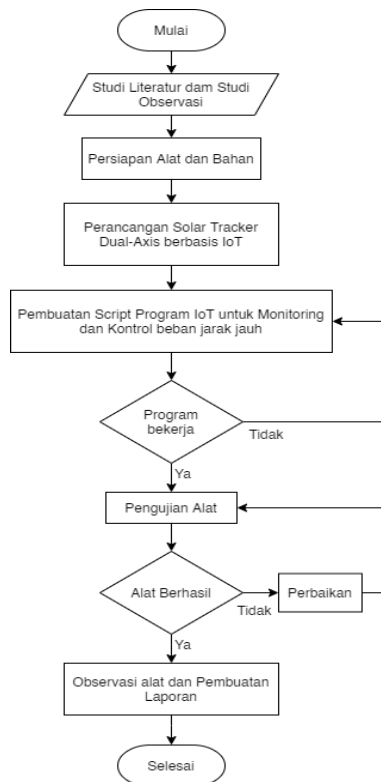 Mulai
Studi Literatur dam Studi
Observasi
Persiapan Alat dan Bahan
Perancangan Solar Tracker
Dual-Axis berbasis IoT
Pembuatan Script Program IoT untuk Monitoring
dan Kontrol beban jarak jauh
Program
bekerja
Tidak
Ya
Pengujian Alat
Alat Berhasil
Tidak
Perbaikan
Ya
Observasi alat dan Pembuatan
Laporan
Selesai